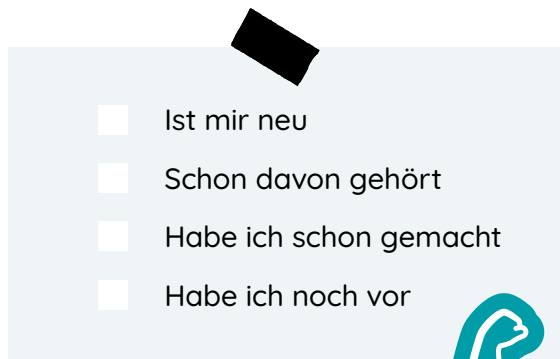 Ist mir neu
Schon davon gehört
Habe ich schon gemacht
Habe ich noch vor